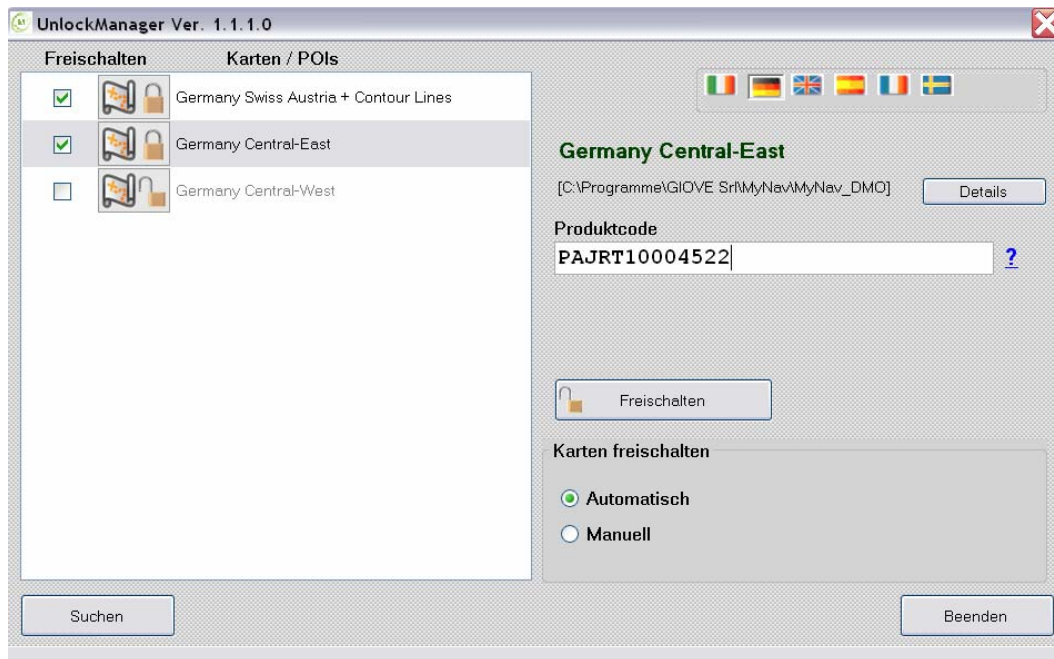 UnlockManager Ver. 1.1.1.0
Freischalten Karten / POIs
Germany Swiss Austria + Contour Lines
Germany Central-East
Germany Central-West
Germany Central-East
[C:\Programme\GIOVE Srl\MyNav\MyNav_DMO]
Details
Produktcode
PAJRT10004522
?
Freischalten
Karten freischalten
Automatisch
Manuell
Suchen
Beenden